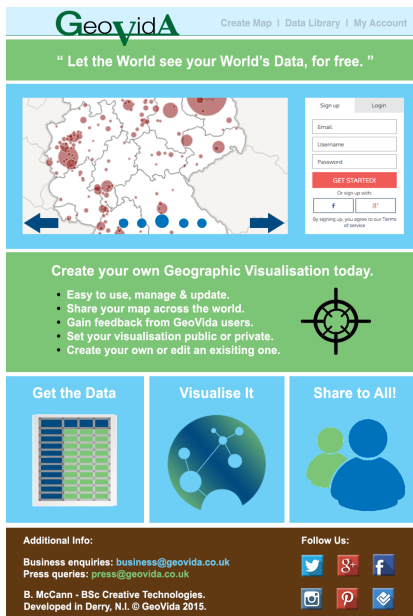 GeovidA
Create Map | Data Library | My Account
“ Let the World see your World's Data, for free. ”
Sign up
Login
Email
Username
Password
GET STARTED!
Or sign up with:
f
g+
By signing up, you agree to our Terms
of service
Create your own Geographic Visualisation today.
• Easy to use, manage & update.
• Share your map across the world.
• Gain feedback from GeoVida users.
• Set your visualisation public or private.
• Create your own or edit an exisiting one.
Get the Data
Visualise It
Share to All!
Additional Info:
Follow Us:
Business enquiries: business@geovida.co.uk
Press queries: press@geovida.co.uk
8+
f
B. McCann - BSc Creative Technologies.
Developed in Derry, N.I. © GeoVida 2015.